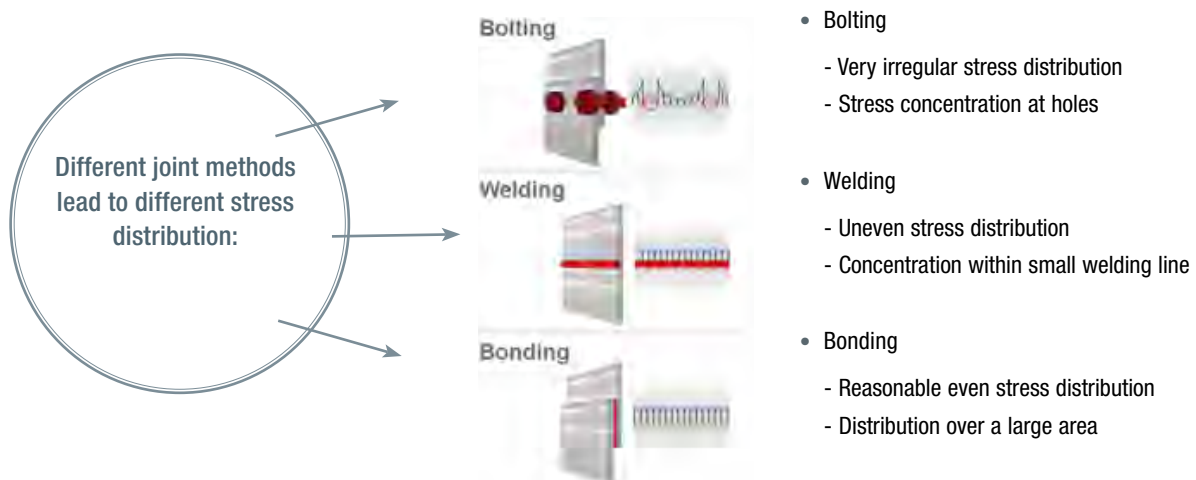 Different joint methods
lead to different stress
distribution:
Bolting
Welding
Bonding
• Bolting
- Very irregular stress distribution
- Stress concentration at holes
• Welding
- Uneven stress distribution
- Concentration within small welding line
• Bonding
- Reasonable even stress distribution
- Distribution over a large area